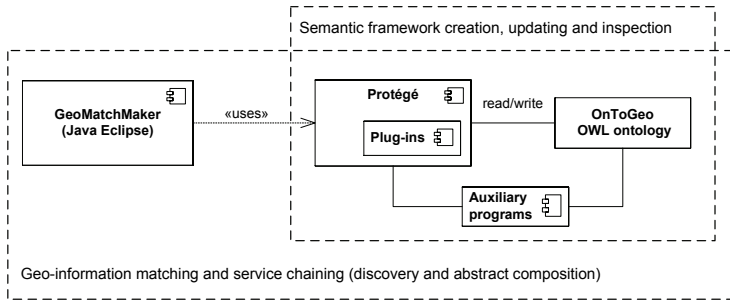 Semantic framework creation, updating and inspection
GeoMatchMaker
(Java Eclipse)
«uses»
Protégé
Plug-ins
read/write
OnToGeo
OWL ontology
Auxiliary
programs
Geo-information matching and service chaining (discovery and abstract composition)